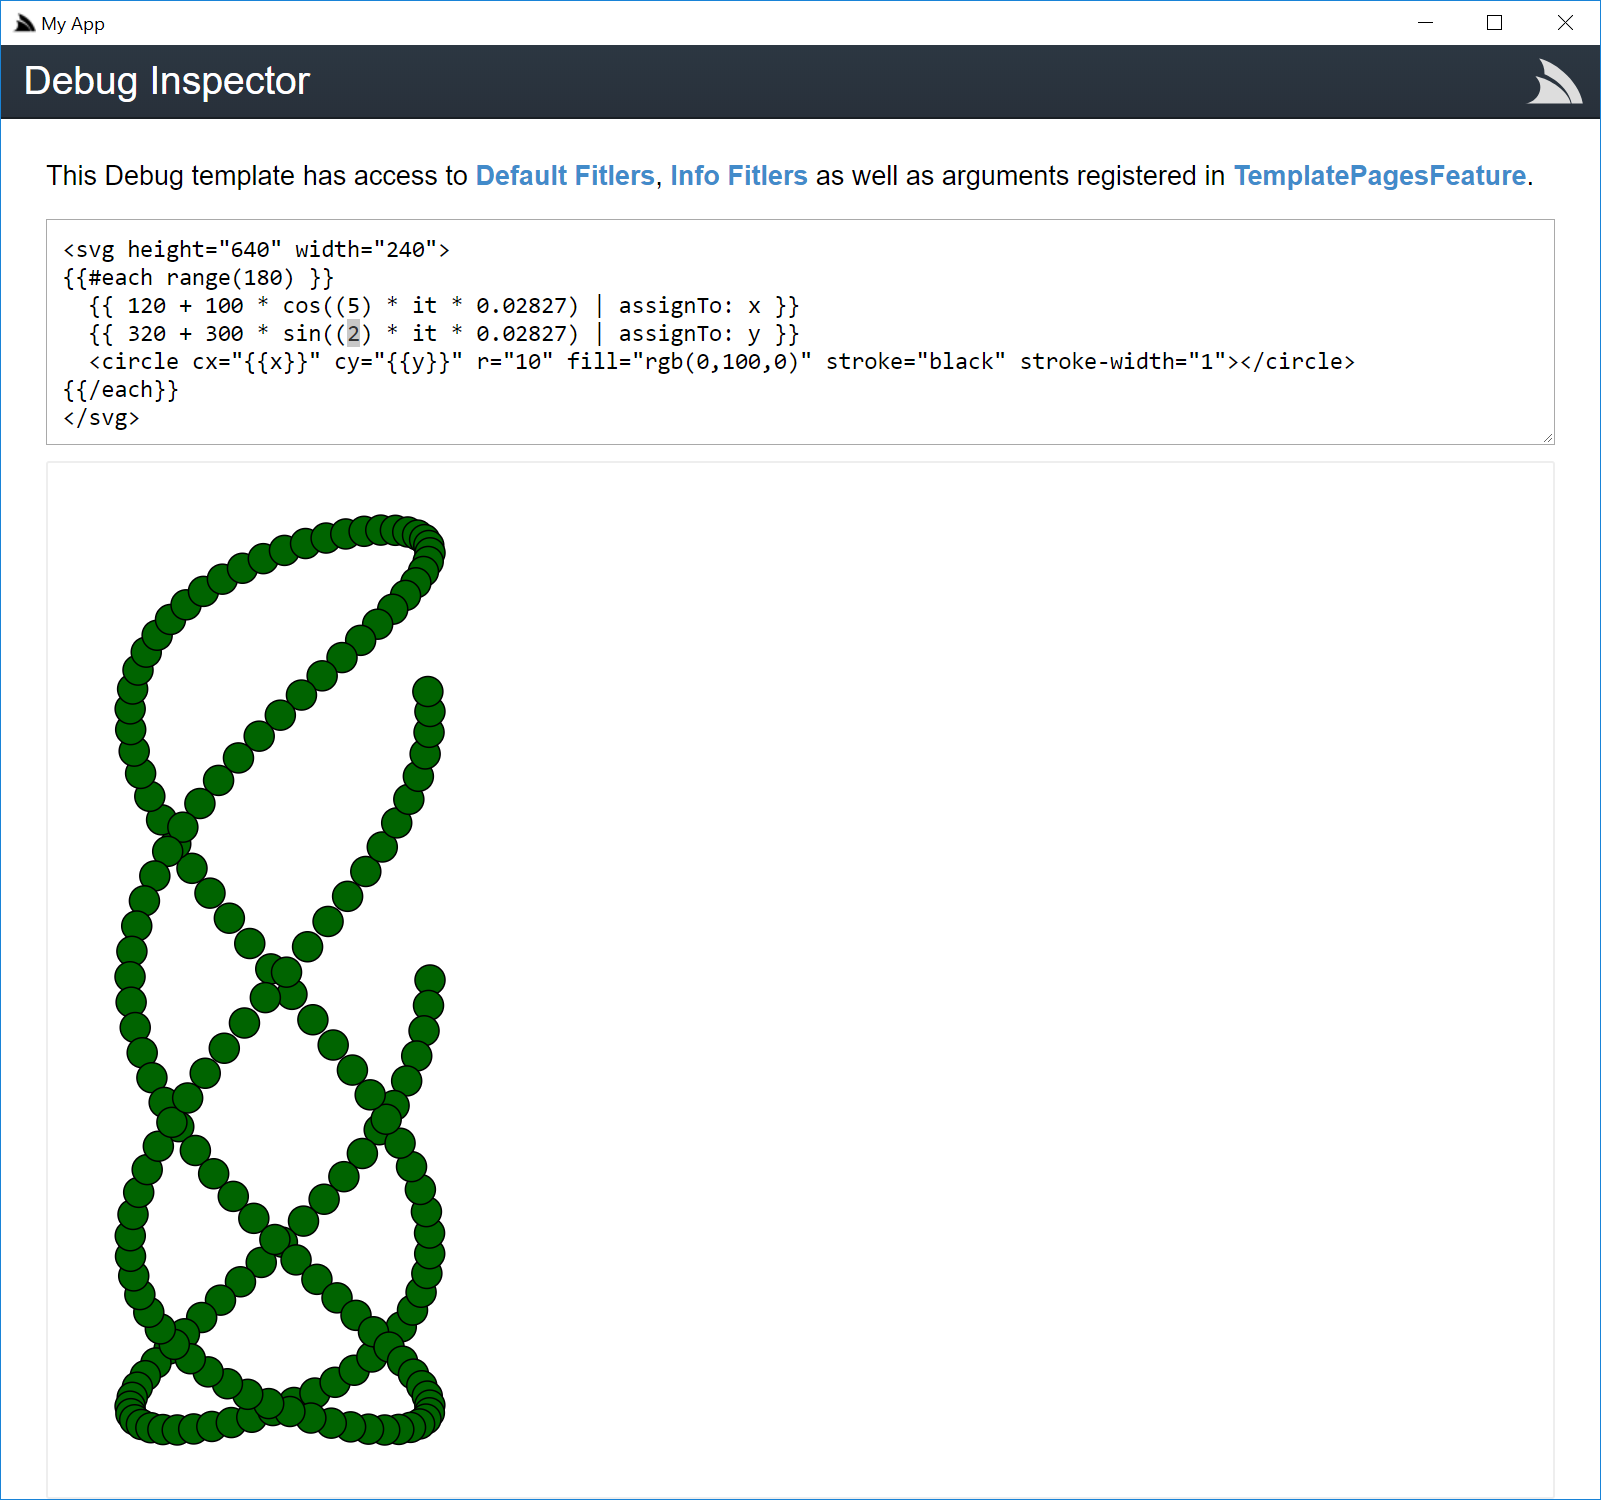 My App
Debug Inspector
This Debug template has access to Default Fitlers, Info Fitlers as well as arguments registered in TemplatePagesFeature.
<svg height="640" width="240">
{{#each range(180) }}
  {{ 120 + 100 * cos((5) * it * 0.02827) | assignTo: x }}
  {{ 320 + 300 * sin((2) * it * 0.02827) | assignTo: y }}
  <circle cx="{{x}}" cy="{{y}}" r="10" fill="rgb(0,100,0)" stroke="black" stroke-width="1"></circle>
{{/each}}
</svg>